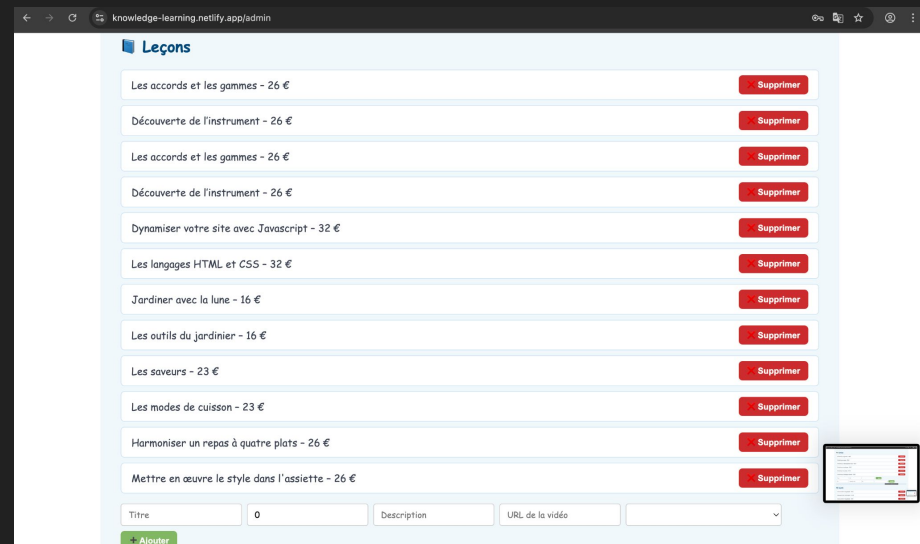 knowledge-learning.netlify.app/admin
Leçons
Les accords et les gammes - 26 €
Supprimer
Découverte de l'instrument - 26 €
Supprimer
Les accords et les gammes - 26 €
Supprimer
Découverte de l'instrument - 26 €
Supprimer
Dynamiser votre site avec Javascript - 32 €
Supprimer
Les langages HTML et CSS - 32 €
Supprimer
Jardiner avec la lune - 16 €
Supprimer
Les outils du jardinier - 16 €
Supprimer
Les saveurs - 23 €
Supprimer
Les modes de cuisson - 23 €
Supprimer
Harmoniser un repas à quatre plats - 26 €
Supprimer
Mettre en œuvre le style dans l'assiette - 26 €
Supprimer
Titre 0 Description URL de la vidéo
+ Ajouter